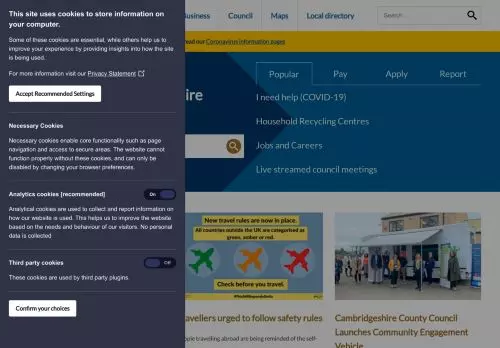 This site uses cookies to store information on
your computer.
Some of these cookies are essential, while others help us to
improve your experience by providing insights into how the site
is being used.
For more information visit our Privacy Statement
Accept Recommended Settings
Necessary Cookies
Necessary cookies enable core functionality such as page
navigation and access to secure areas. The website cannot
function properly without these cookies, and can only be
disabled by changing your browser preferences.
Analytics cookies [recommended]
On
Analytical cookies are used to collect and report information on
how our website is used. This helps us to improve the website
based on the needs and behaviour of our visitors. No personal
data is collected
Third party cookies
Off
These cookies are used by third party plugins.
Confirm your choices
Business
Council
Maps
Local directory
Search...
read our Coronavirus information pages
ire
Popular
Pay
Apply
Report
I need help (COVID-19)
Household Recycling Centres
Jobs and Careers
Live streamed council meetings
New travel rules are now in place.
All countries outside the UK are categorised as
green, amber or red.
Check before you travel.
avellers urged to follow safety rules
ople travelling abroad are being reminded of the self-
Cambridgeshire County Council
Launches Community Engagement
Vehicle